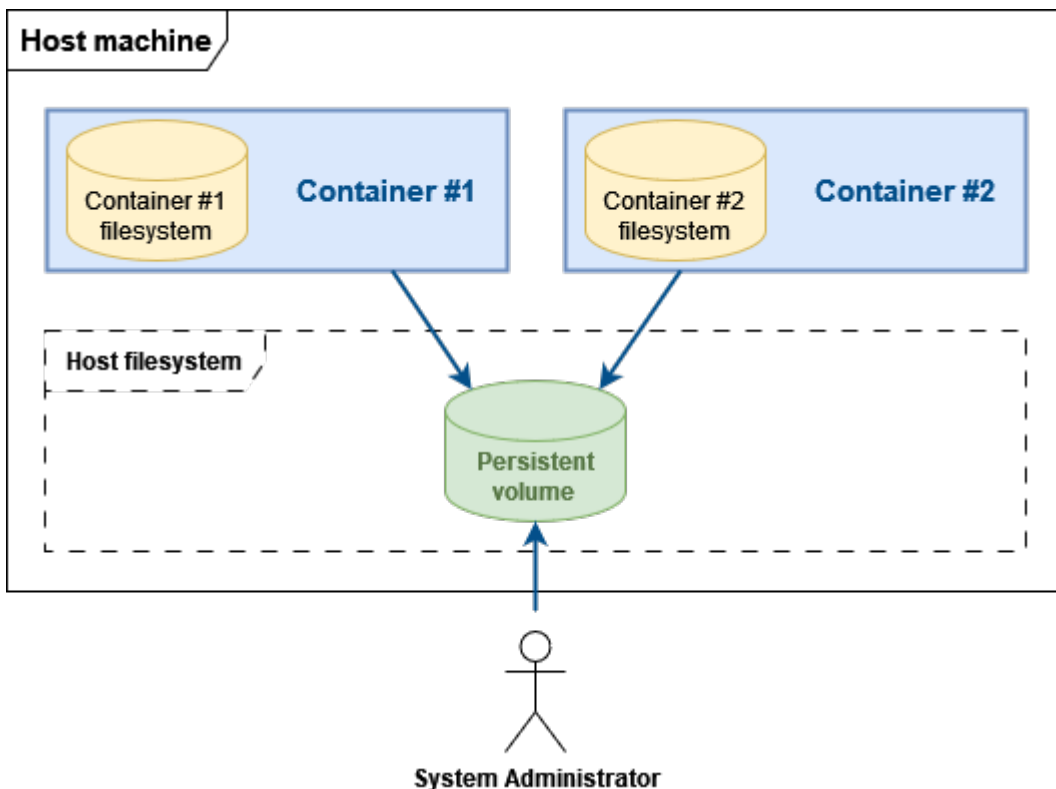 Host machine
Container #1
filesystem
Container #1
Container #2
filesystem
Container #2
Host filesystem
Persistent
volume
System Administrator